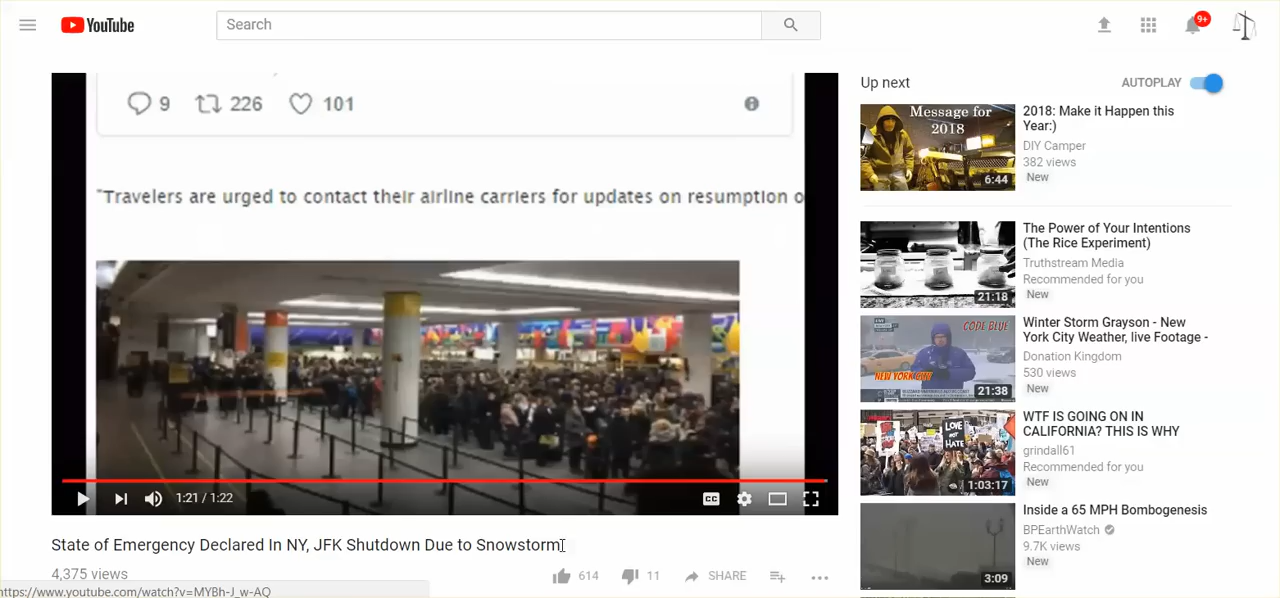 YouTube
Search
9+
9 226 101
"Travelers are urged to contact their airline carriers for updates on resumption o
1:21 / 1:22
CC
State of Emergency Declared In NY, JFK Shutdown Due to Snowstorm
4,375 views
614 11 SHARE
https://www.youtube.com/watch?v=MYBh-J_w-AQ
Up next
AUTOPLAY
Message for
2018
6:44
2018: Make it Happen this
Year:)
DIY Camper
382 views
New
21:18
The Power of Your Intentions
(The Rice Experiment)
Truthstream Media
Recommended for you
New
CODE BLUE
NEW YORK CITY
21:38
Winter Storm Grayson - New
York City Weather, live Footage -
Donation Kingdom
530 views
New
LOVE
NOT
HATE
1:03:17
WTF IS GOING ON IN
CALIFORNIA? THIS IS WHY
grindall61
Recommended for you
New
3:09
Inside a 65 MPH Bombogenesis
BPEarthWatch
9.7K views
New